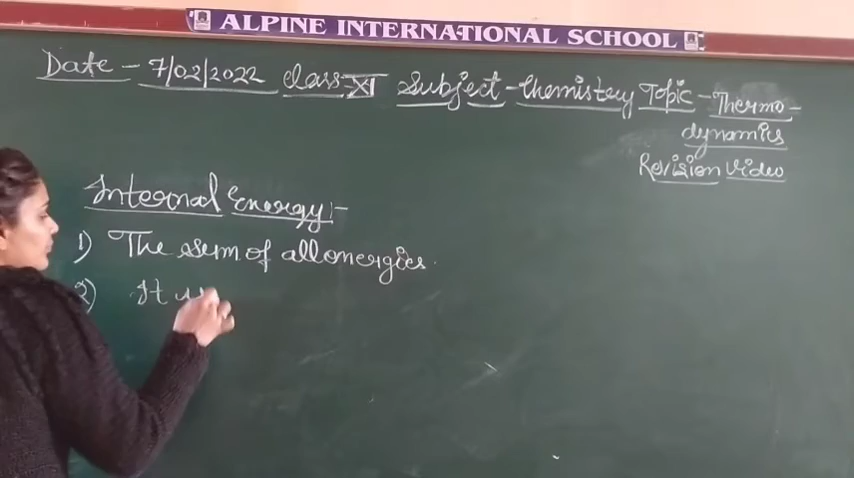 ALPINE INTERNATIONAL SCHOOL
Date - 7/02/2022 class-XI Subject - Chemistry Topic - Thermo-
dynamics
Revision Video
Internal Energy:-
1) The sum of all energies.
2) It